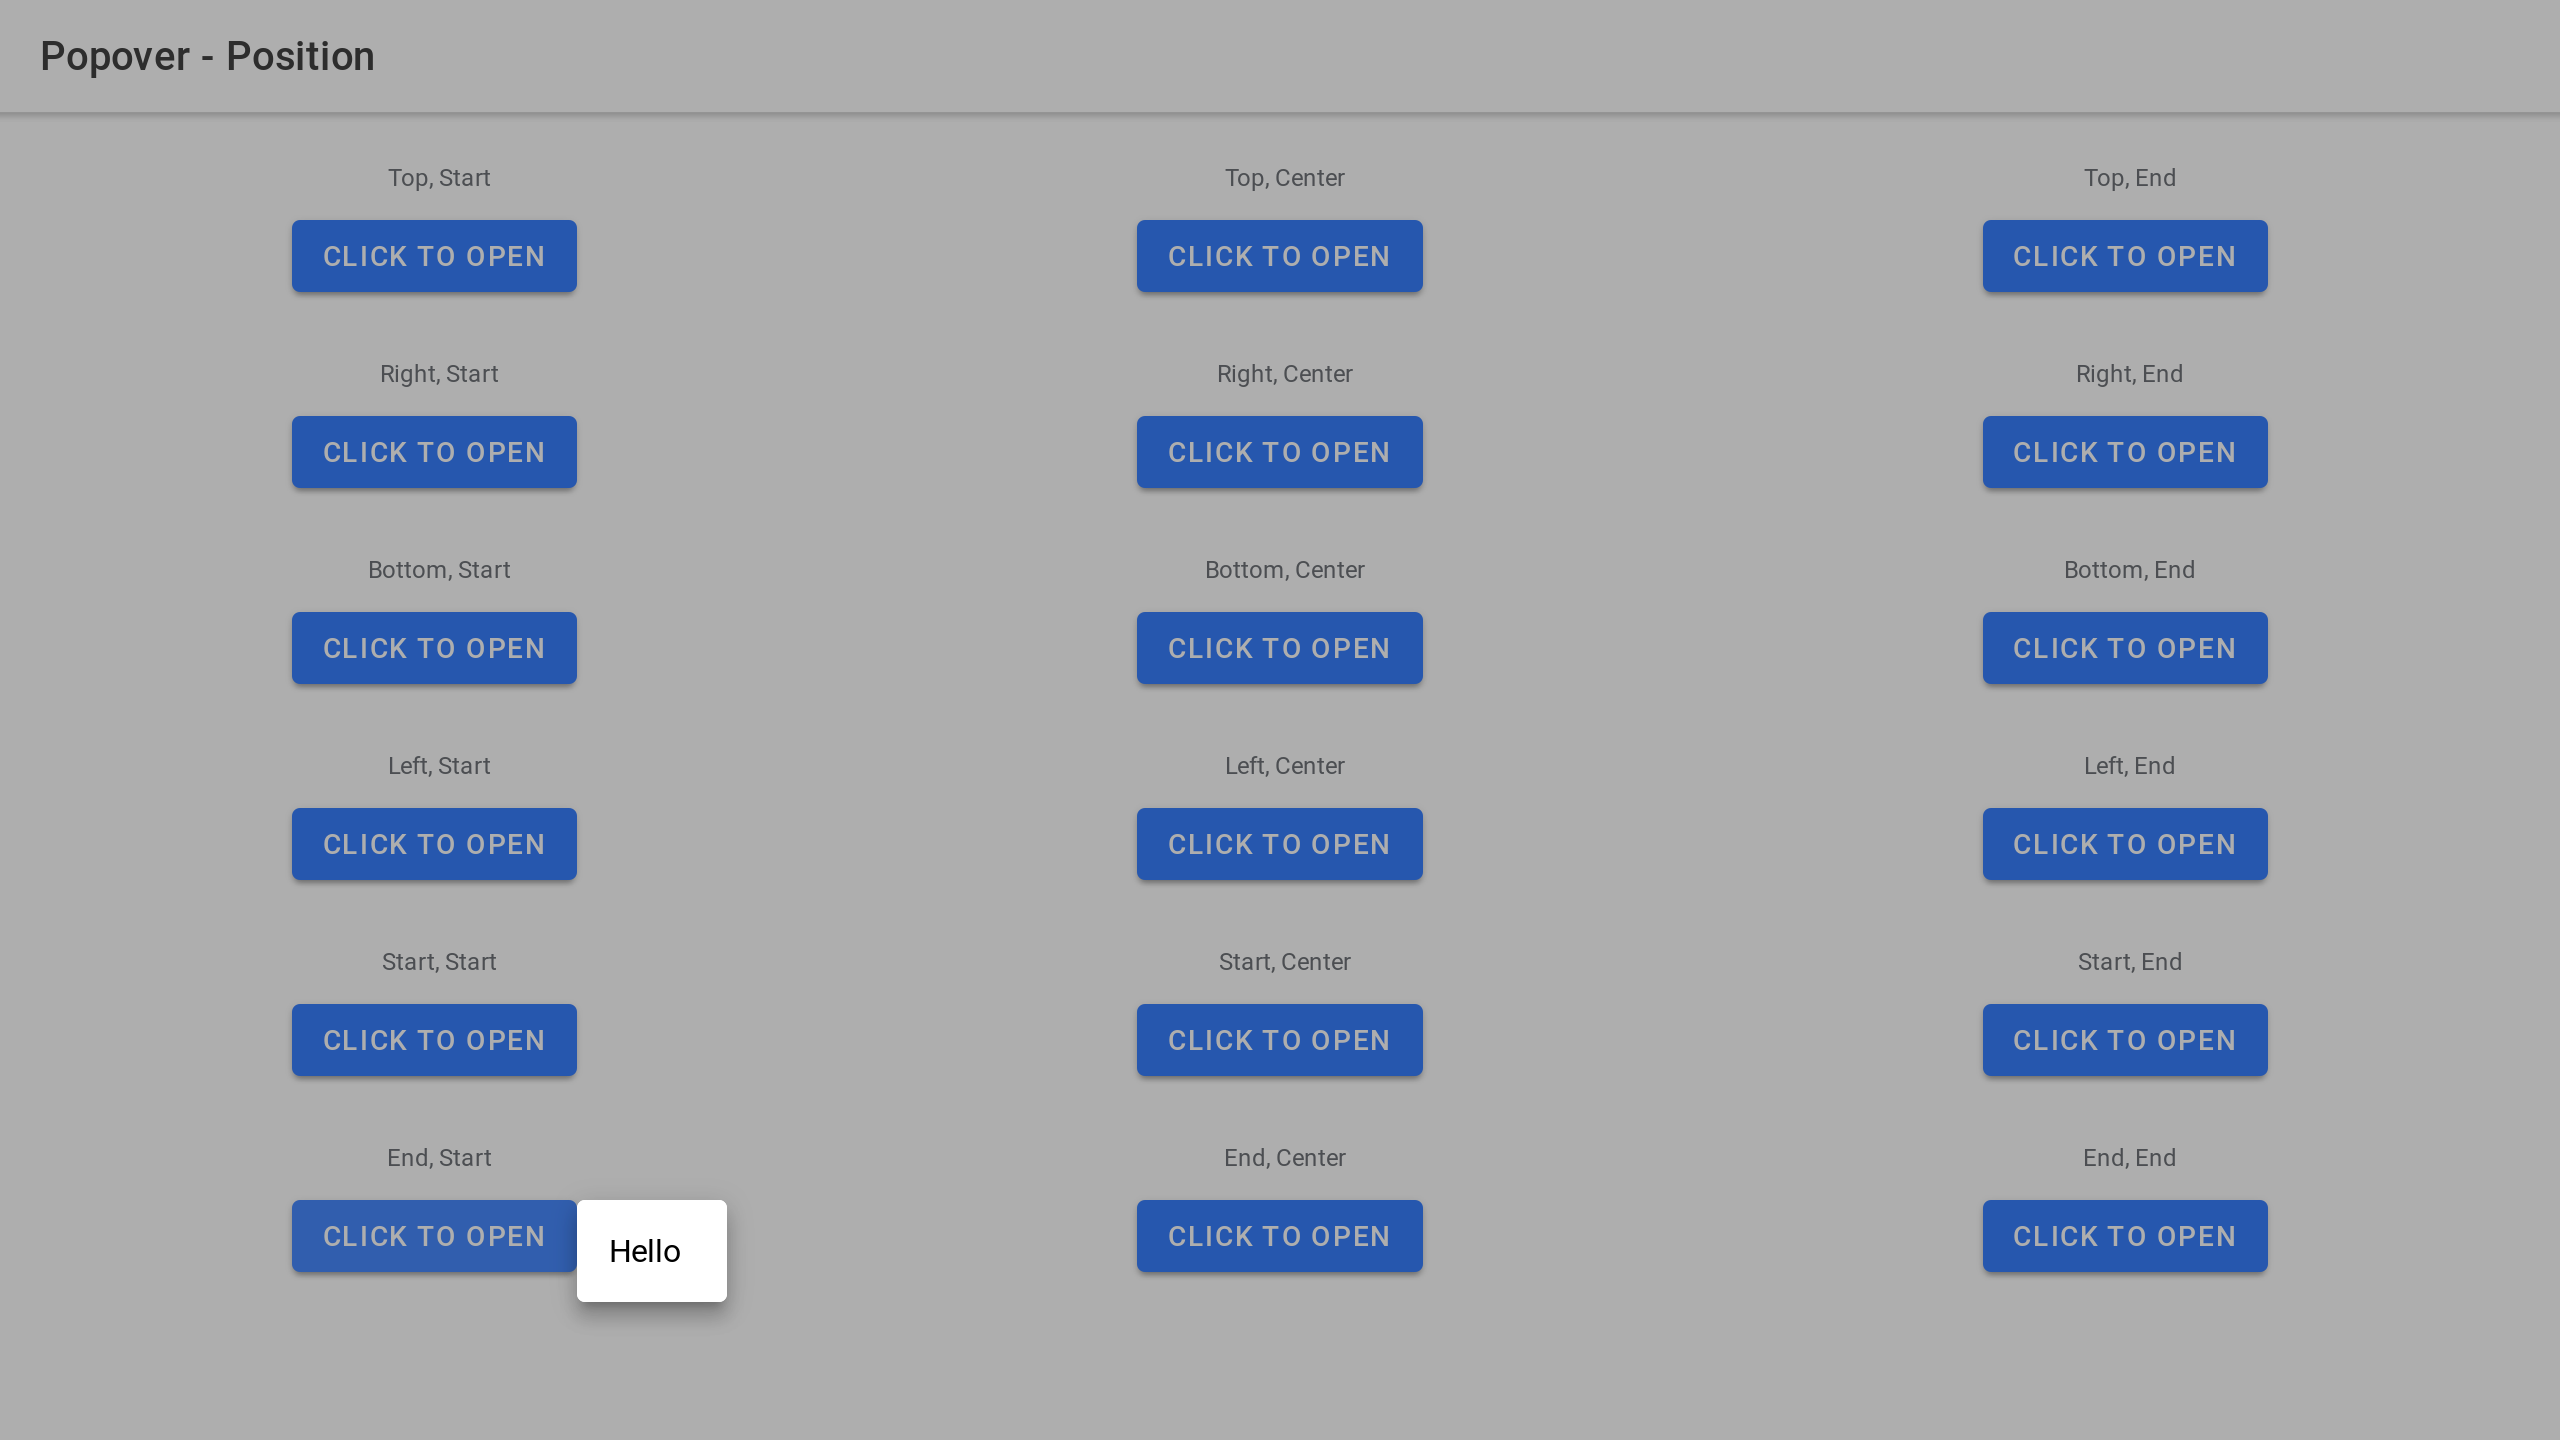 Popover - Position
Top, Start
Top, Center
Top, End
CLICK TO OPEN
CLICK TO OPEN
CLICK TO OPEN
Right, Start
Right, Center
Right, End
CLICK TO OPEN
CLICK TO OPEN
CLICK TO OPEN
Bottom, Start
Bottom, Center
Bottom, End
CLICK TO OPEN
CLICK TO OPEN
CLICK TO OPEN
Left, Start
Left, Center
Left, End
CLICK TO OPEN
CLICK TO OPEN
CLICK TO OPEN
Start, Start
Start, Center
Start, End
CLICK TO OPEN
CLICK TO OPEN
CLICK TO OPEN
End, Start
End, Center
End, End
CLICK TO OPEN
Hello
CLICK TO OPEN
CLICK TO OPEN